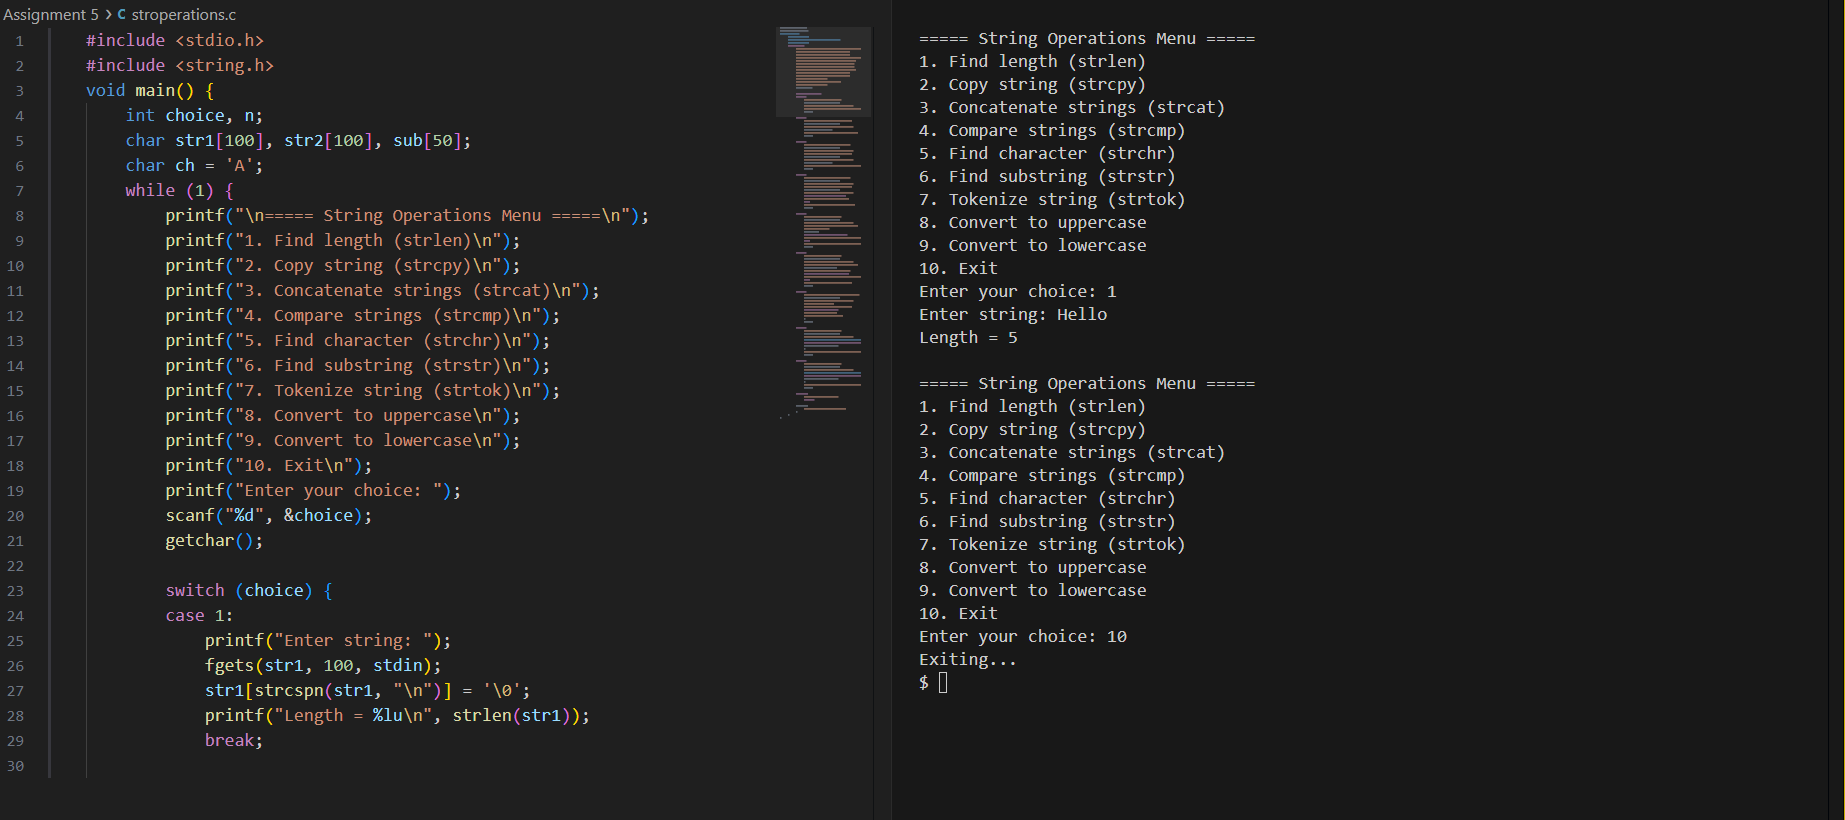 Assignment 5 > C stroperations.c
1 #include <stdio.h>
2 #include <string.h>
3 void main() {
4     int choice, n;
5     char str1[100], str2[100], sub[50];
6     char ch = 'A';
7     while (1) {
8         printf("\n===== String Operations Menu =====\n");
9         printf("1. Find length (strlen)\n");
10         printf("2. Copy string (strcpy)\n");
11         printf("3. Concatenate strings (strcat)\n");
12         printf("4. Compare strings (strcmp)\n");
13         printf("5. Find character (strchr)\n");
14         printf("6. Find substring (strstr)\n");
15         printf("7. Tokenize string (strtok)\n");
16         printf("8. Convert to uppercase\n");
17         printf("9. Convert to lowercase\n");
18         printf("10. Exit\n");
19         printf("Enter your choice: ");
20         scanf("%d", &choice);
21         getchar();
22
23         switch (choice) {
24         case 1:
25             printf("Enter string: ");
26             fgets(str1, 100, stdin);
27             str1[strcspn(str1, "\n")] = '\0';
28             printf("Length = %lu\n", strlen(str1));
29             break;
30
===== String Operations Menu =====
1. Find length (strlen)
2. Copy string (strcpy)
3. Concatenate strings (strcat)
4. Compare strings (strcmp)
5. Find character (strchr)
6. Find substring (strstr)
7. Tokenize string (strtok)
8. Convert to uppercase
9. Convert to lowercase
10. Exit
Enter your choice: 1
Enter string: Hello
Length = 5
===== String Operations Menu =====
1. Find length (strlen)
2. Copy string (strcpy)
3. Concatenate strings (strcat)
4. Compare strings (strcmp)
5. Find character (strchr)
6. Find substring (strstr)
7. Tokenize string (strtok)
8. Convert to uppercase
9. Convert to lowercase
10. Exit
Enter your choice: 10
Exiting...
$